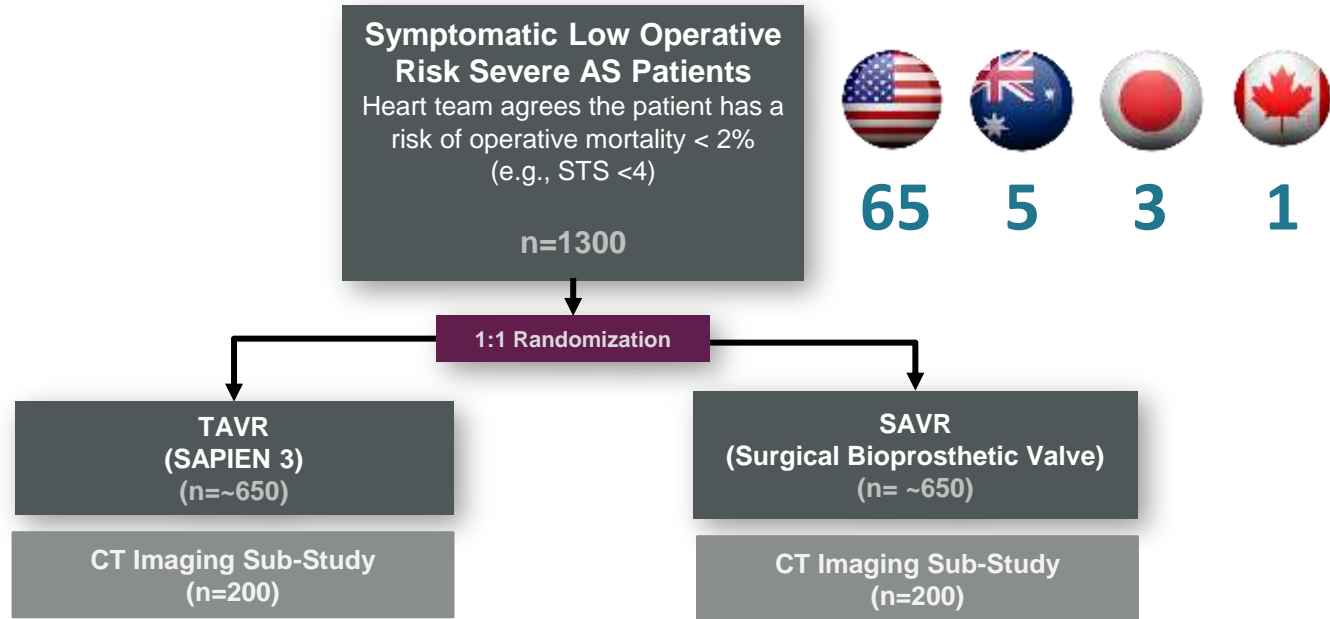 Symptomatic Low Operative
Risk Severe AS Patients
Heart team agrees the patient has a
risk of operative mortality < 2%
(e.g., STS <4)
n=1300
65 5 3 1
1:1 Randomization
TAVR
(SAPIEN 3)
(n=~650)
CT Imaging Sub-Study
(n=200)
SAVR
(Surgical Bioprosthetic Valve)
(n= ~650)
CT Imaging Sub-Study
(n=200)